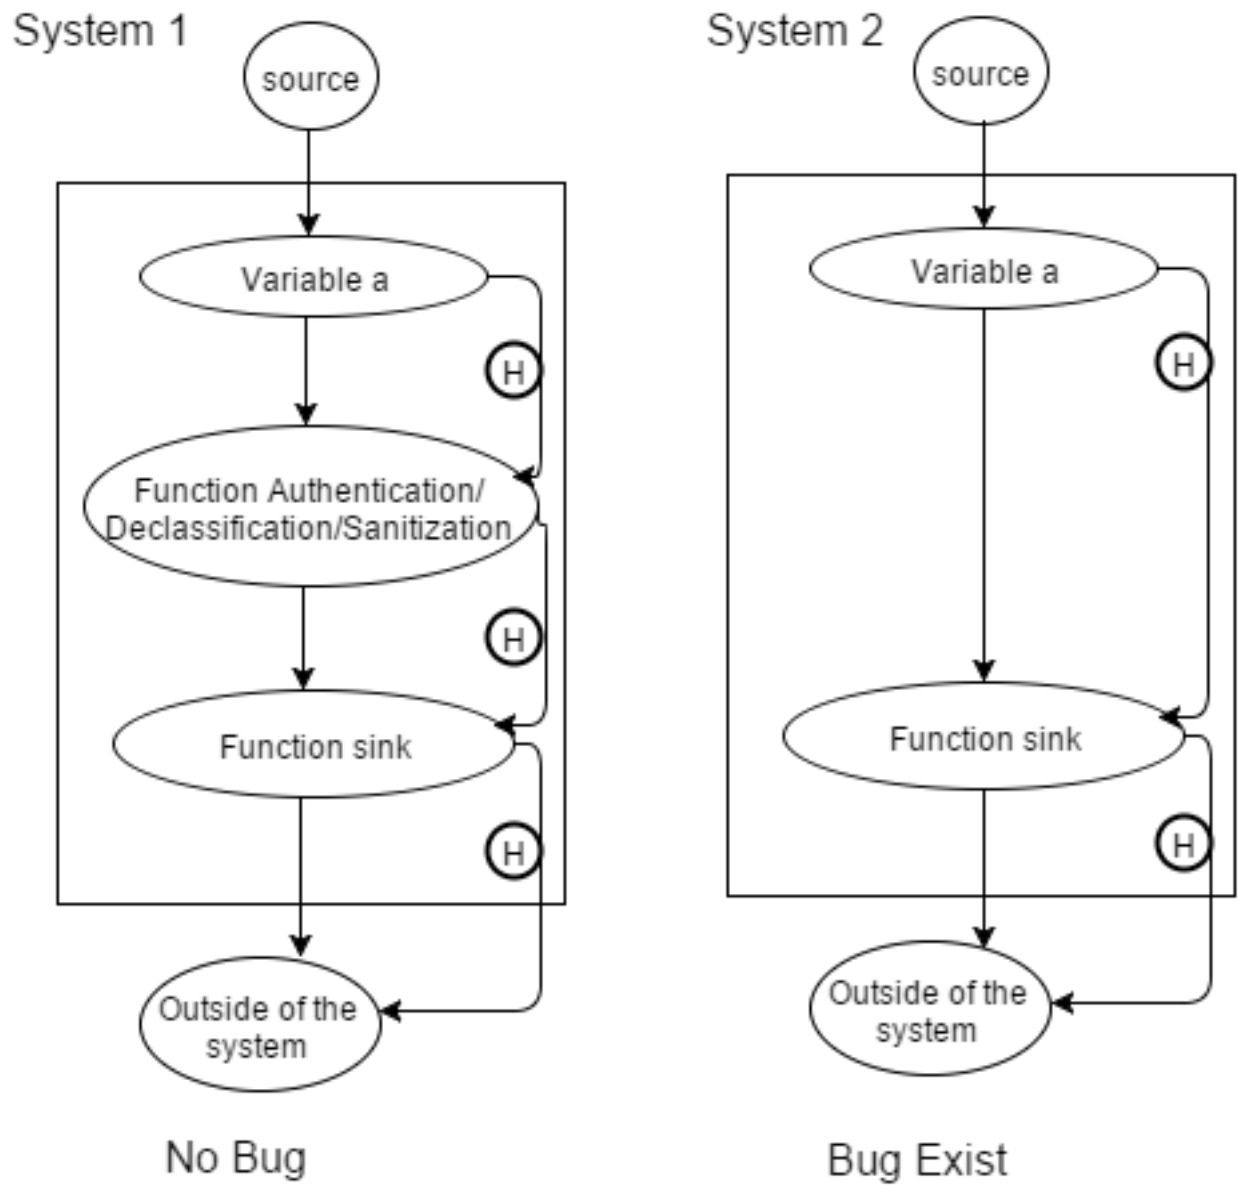 System 1
source
Variable a
H
Function Authentication/
Declassification/Sanitization
H
Function sink
H
Outside of the
system
No Bug
System 2
source
Variable a
H
Function sink
H
Outside of the
system
Bug Exist